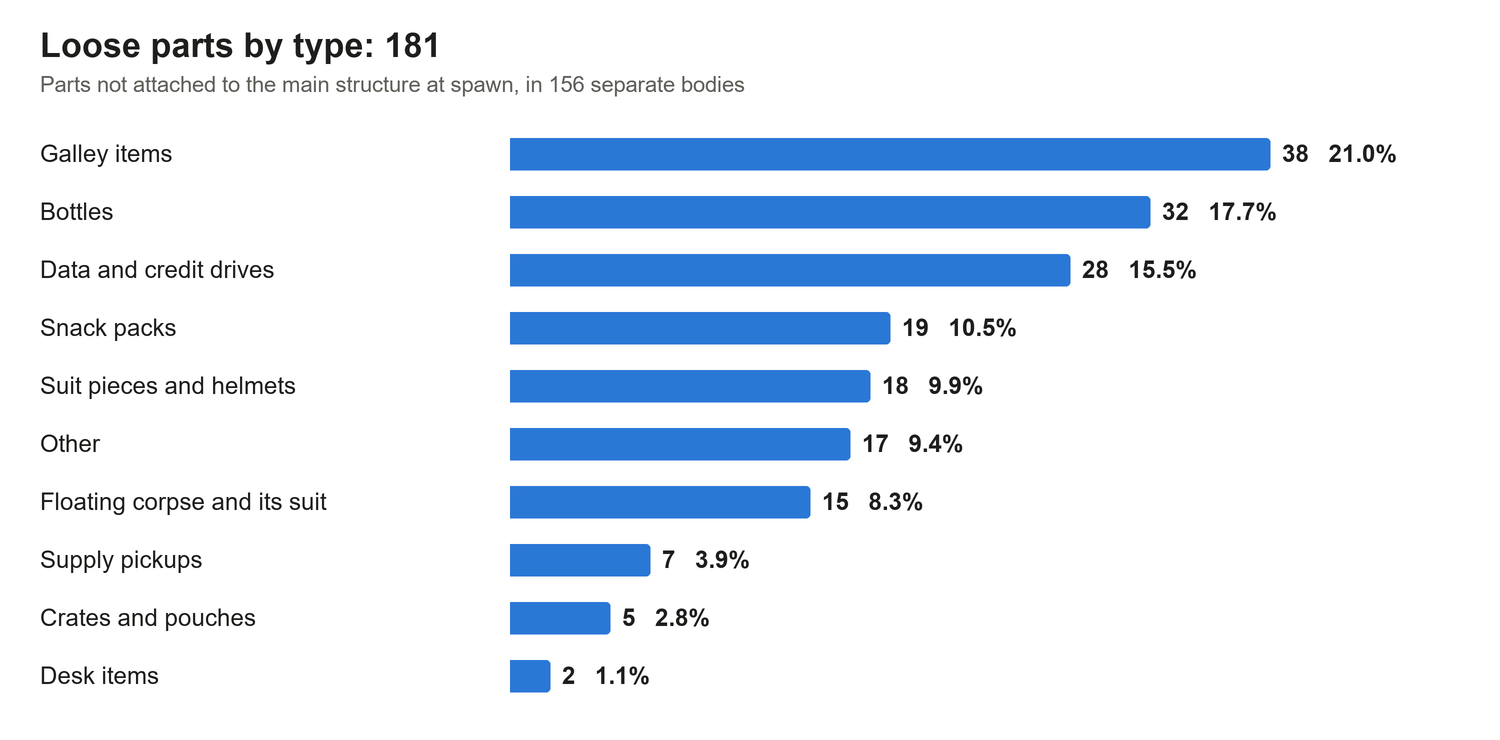 Loose parts by type: 181
Parts not attached to the main structure at spawn, in 156 separate bodies
Galley items 38 21.0%
Bottles 32 17.7%
Data and credit drives 28 15.5%
Snack packs 19 10.5%
Suit pieces and helmets 18 9.9%
Other 17 9.4%
Floating corpse and its suit 15 8.3%
Supply pickups 7 3.9%
Crates and pouches 5 2.8%
Desk items 2 1.1%